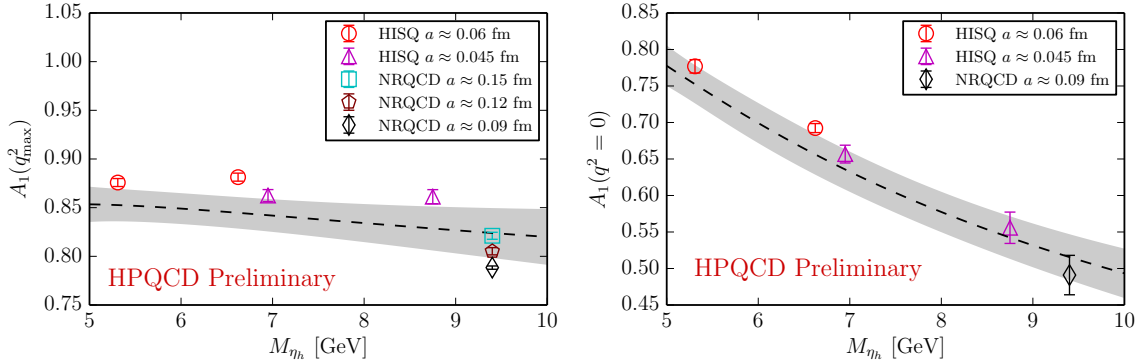 1.05
1.00
0.95
0.90
0.85
0.80
0.75
A₁(q²max)
HISQ a ≈ 0.06 fm
HISQ a ≈ 0.045 fm
NRQCD a ≈ 0.15 fm
NRQCD a ≈ 0.12 fm
NRQCD a ≈ 0.09 fm
HPQCD Preliminary
5 6 7 8 9 10
Mηh [GeV]
0.80
0.75
0.70
0.65
0.60
0.55
0.50
0.45
A₁(q² = 0)
HISQ a ≈ 0.06 fm
HISQ a ≈ 0.045 fm
NRQCD a ≈ 0.09 fm
HPQCD Preliminary
5 6 7 8 9 10
Mηh [GeV]